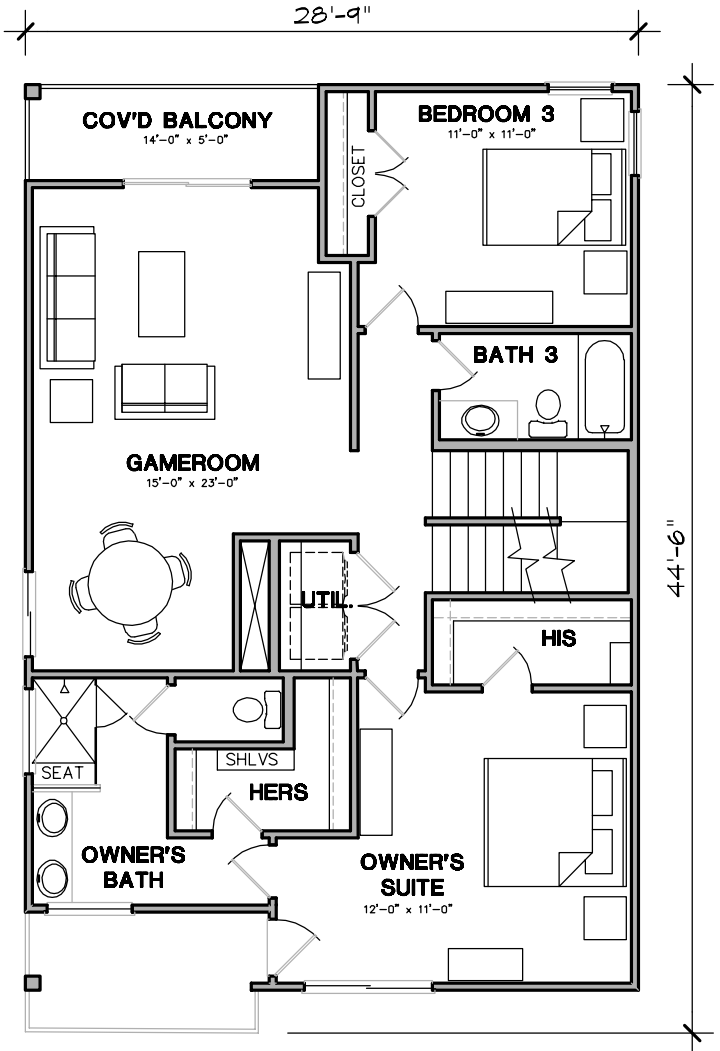 28'-9"
COV'D BALCONY
14'-0" x 5'-0"
BEDROOM 3
11'-0" x 11'-0"
CLOSET
BATH 3
GAMEROOM
15'-0" x 23'-0"
44'-6"
UTIL.
HIS
SEAT
SHLVS
HERS
OWNER'S
BATH
OWNER'S
SUITE
12'-0" x 11'-0"